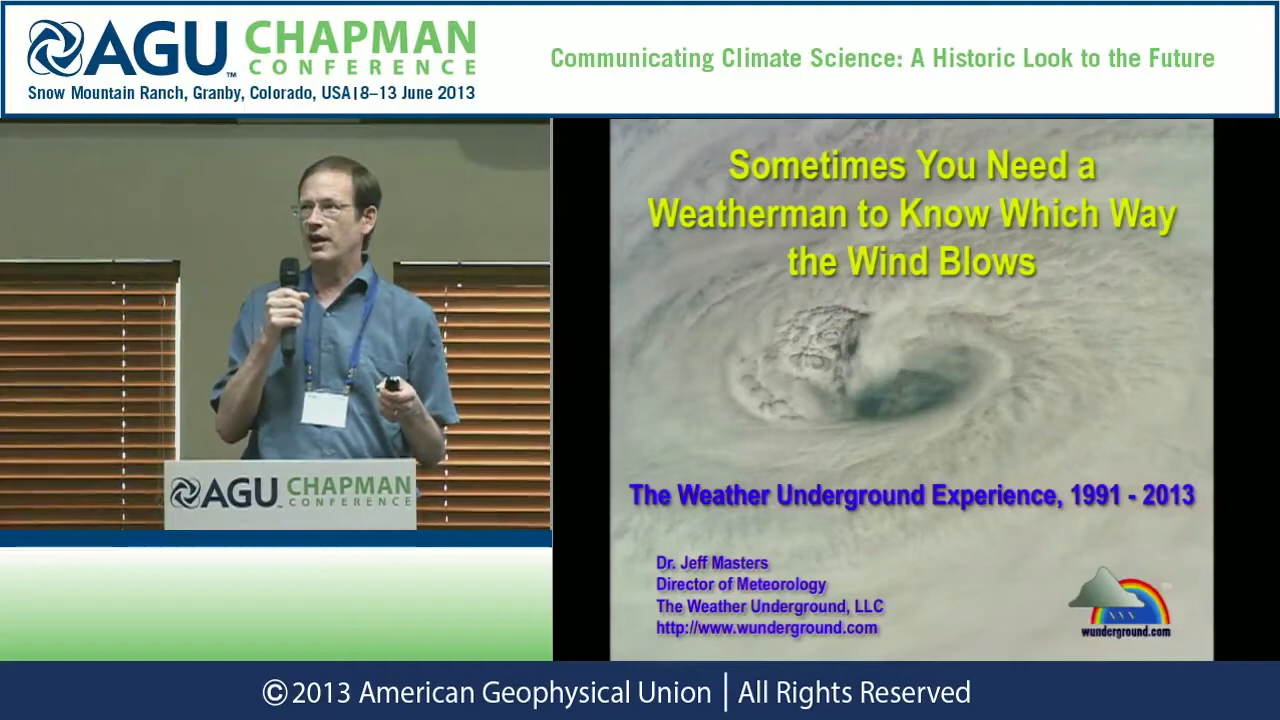 AGU CHAPMAN
™ CONFERENCE
Snow Mountain Ranch, Granby, Colorado, USA|8–13 June 2013
Communicating Climate Science: A Historic Look to the Future
Sometimes You Need a
Weatherman to Know Which Way
the Wind Blows
The Weather Underground Experience, 1991 - 2013
Dr. Jeff Masters
Director of Meteorology
The Weather Underground, LLC
http://www.wunderground.com
wunderground.com
AGU CHAPMAN
CONFERENCE
©2013 American Geophysical Union | All Rights Reserved